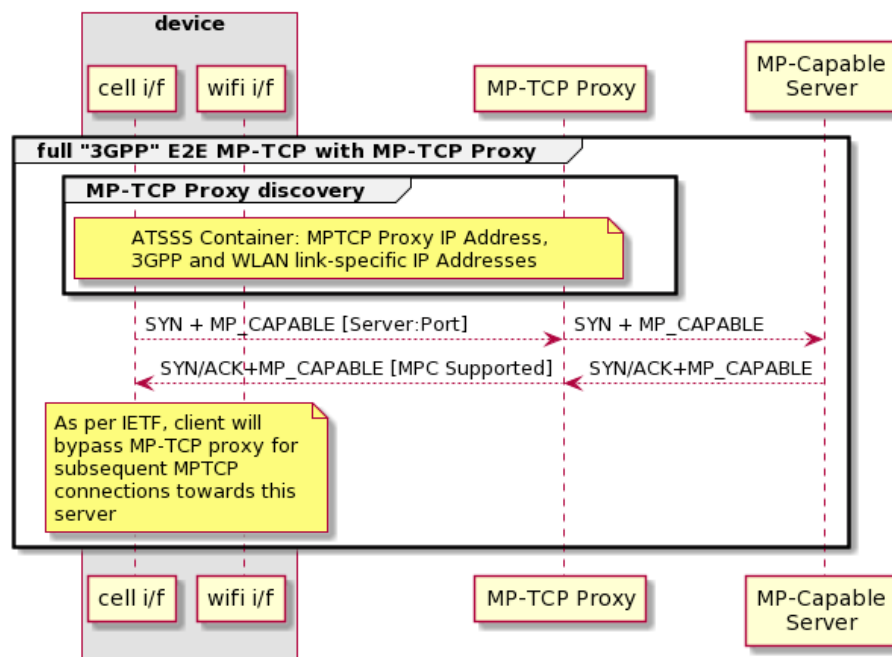 device
cell i/f
wifi i/f
MP-TCP Proxy
MP-Capable
Server
full "3GPP" E2E MP-TCP with MP-TCP Proxy
MP-TCP Proxy discovery
ATSSS Container: MPTCP Proxy IP Address,
3GPP and WLAN link-specific IP Addresses
SYN + MP_CAPABLE [Server:Port]
SYN + MP_CAPABLE
SYN/ACK+MP_CAPABLE [MPC Supported]
SYN/ACK+MP_CAPABLE
As per IETF, client will
bypass MP-TCP proxy for
subsequent MPTCP
connections towards this
server
cell i/f
wifi i/f
MP-TCP Proxy
MP-Capable
Server